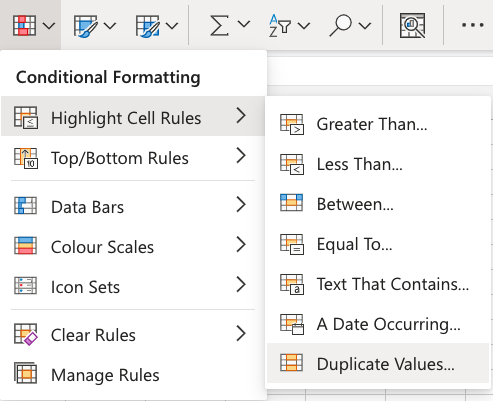 Conditional Formatting
Highlight Cell Rules
Top/Bottom Rules
Data Bars
Colour Scales
Icon Sets
Clear Rules
Manage Rules
Greater Than...
Less Than...
Between...
Equal To...
Text That Contains...
A Date Occurring...
Duplicate Values...